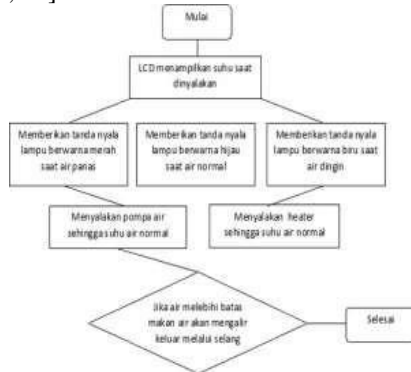 Mulai
LCD menampilkan suhu saat
dinyalakan
Memberikan tanda nyala
lampu berwarna merah
saat air panas
Memberikan tanda nyala
lampu berwarna hijau
saat air normal
Memberikan tanda nyala
lampu berwarna biru saat
air dingin
Menyalakan pompa air
sehingga suhu air normal
Menyalakan heater
sehingga suhu air normal
Jika air melebihi batas
makan air akan mengalir
keluar melalui selang
Selesai